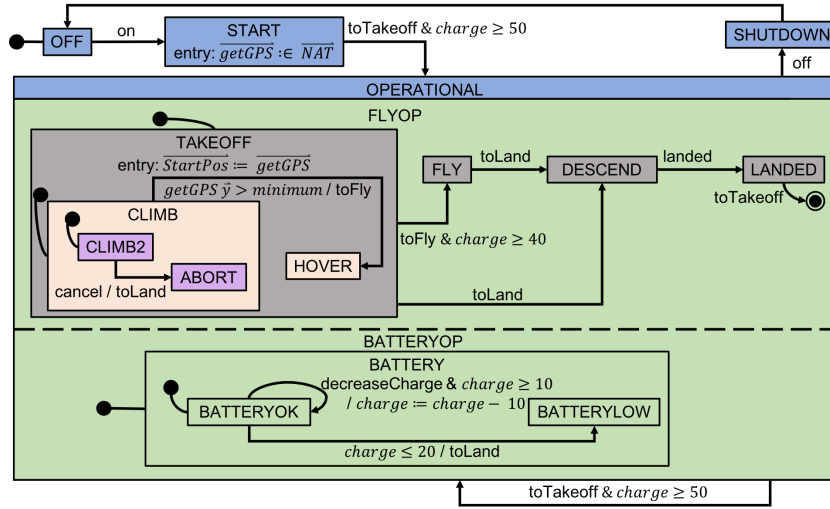 OFF
on
START
entry: getGPS :∈ NAT
toTakeoff & charge ≥ 50
SHUTDOWN
off
OPERATIONAL
FLYOP
TAKEOFF
entry: StartPos ≔ getGPS
getGPS y⃗ > minimum / toFly
CLIMB
CLIMB2
ABORT
cancel / toLand
HOVER
FLY
toLand
DESCEND
landed
LANDED
toTakeoff
toFly & charge ≥ 40
toLand
BATTERYOP
BATTERY
decreaseCharge & charge ≥ 10
/ charge ≔ charge − 10
BATTERYOK
BATTERYLOW
charge ≤ 20 / toLand
toTakeoff & charge ≥ 50